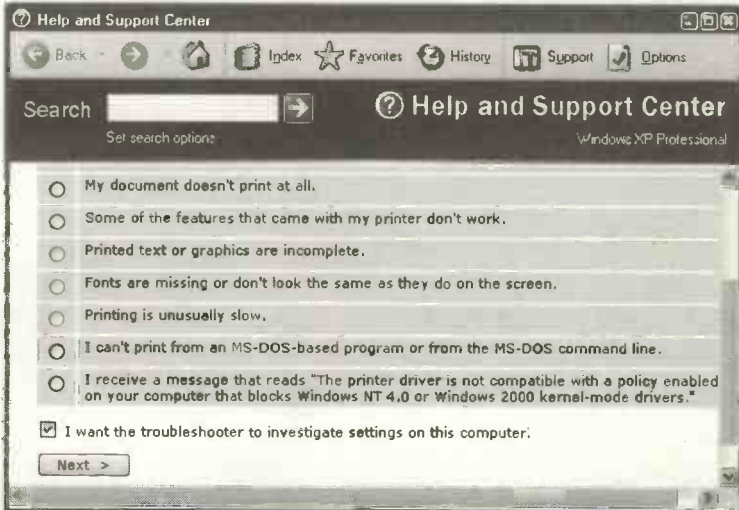 Help and Support Center
Back Index Favorites History Support Options
Search
Help and Support Center
Set search options
Windows XP Professional
My document doesn't print at all.
Some of the features that came with my printer don't work.
Printed text or graphics are incomplete.
Fonts are missing or don't look the same as they do on the screen.
Printing is unusually slow.
I can't print from an MS-DOS-based program or from the MS-DOS command line.
I receive a message that reads "The printer driver is not compatible with a policy enabled
on your computer that blocks Windows NT 4.0 or Windows 2000 kernel-mode drivers."
I want the troubleshooter to investigate settings on this computer.
Next >